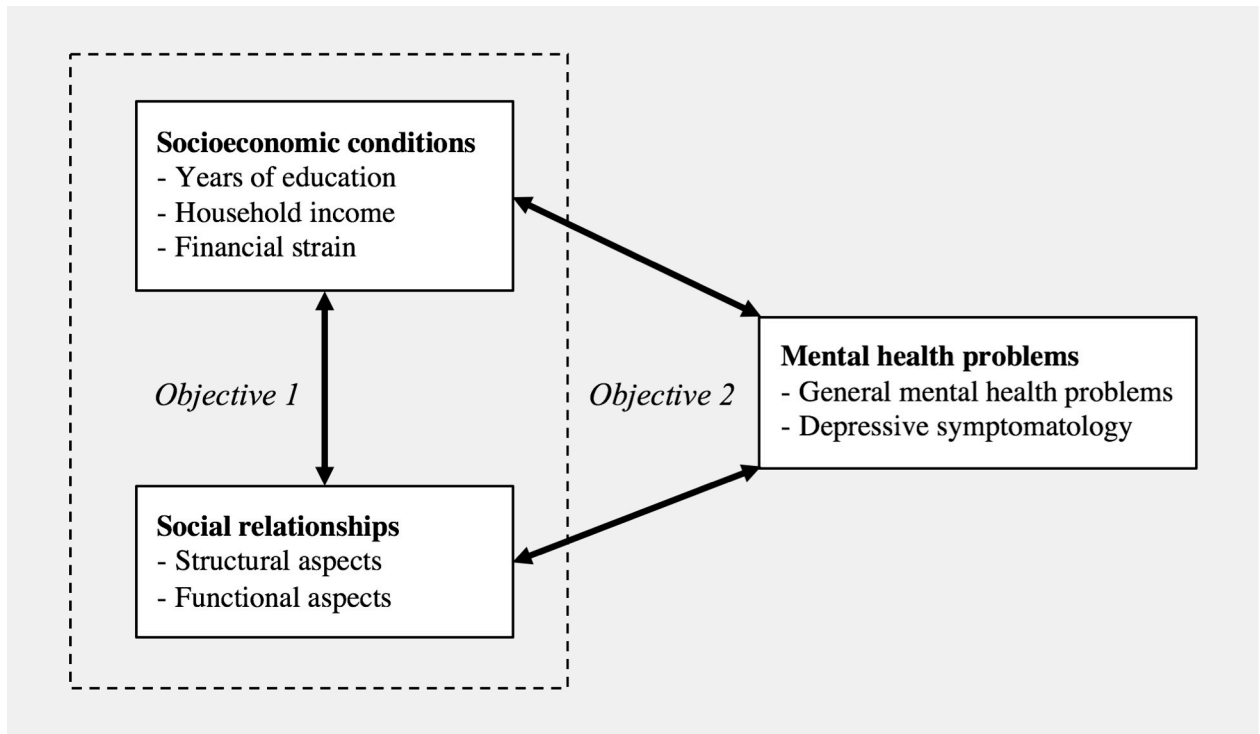 Socioeconomic conditions
- Years of education
- Household income
- Financial strain
Objective 1
Objective 2
Mental health problems
- General mental health problems
- Depressive symptomatology
Social relationships
- Structural aspects
- Functional aspects